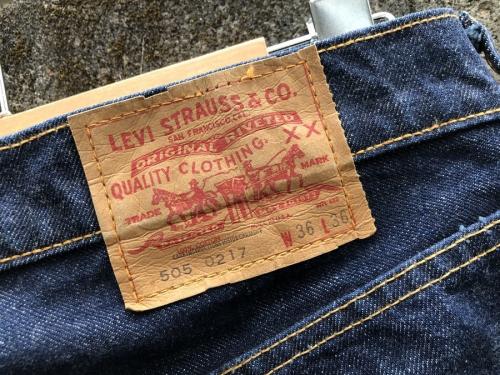 LEVI STRAUSS & CO.
SAN FRANCISCO CAL.
ORIGINAL RIVETED
QUALITY CLOTHING. XX
TRADE MARK
505 0217 W 36 L 36